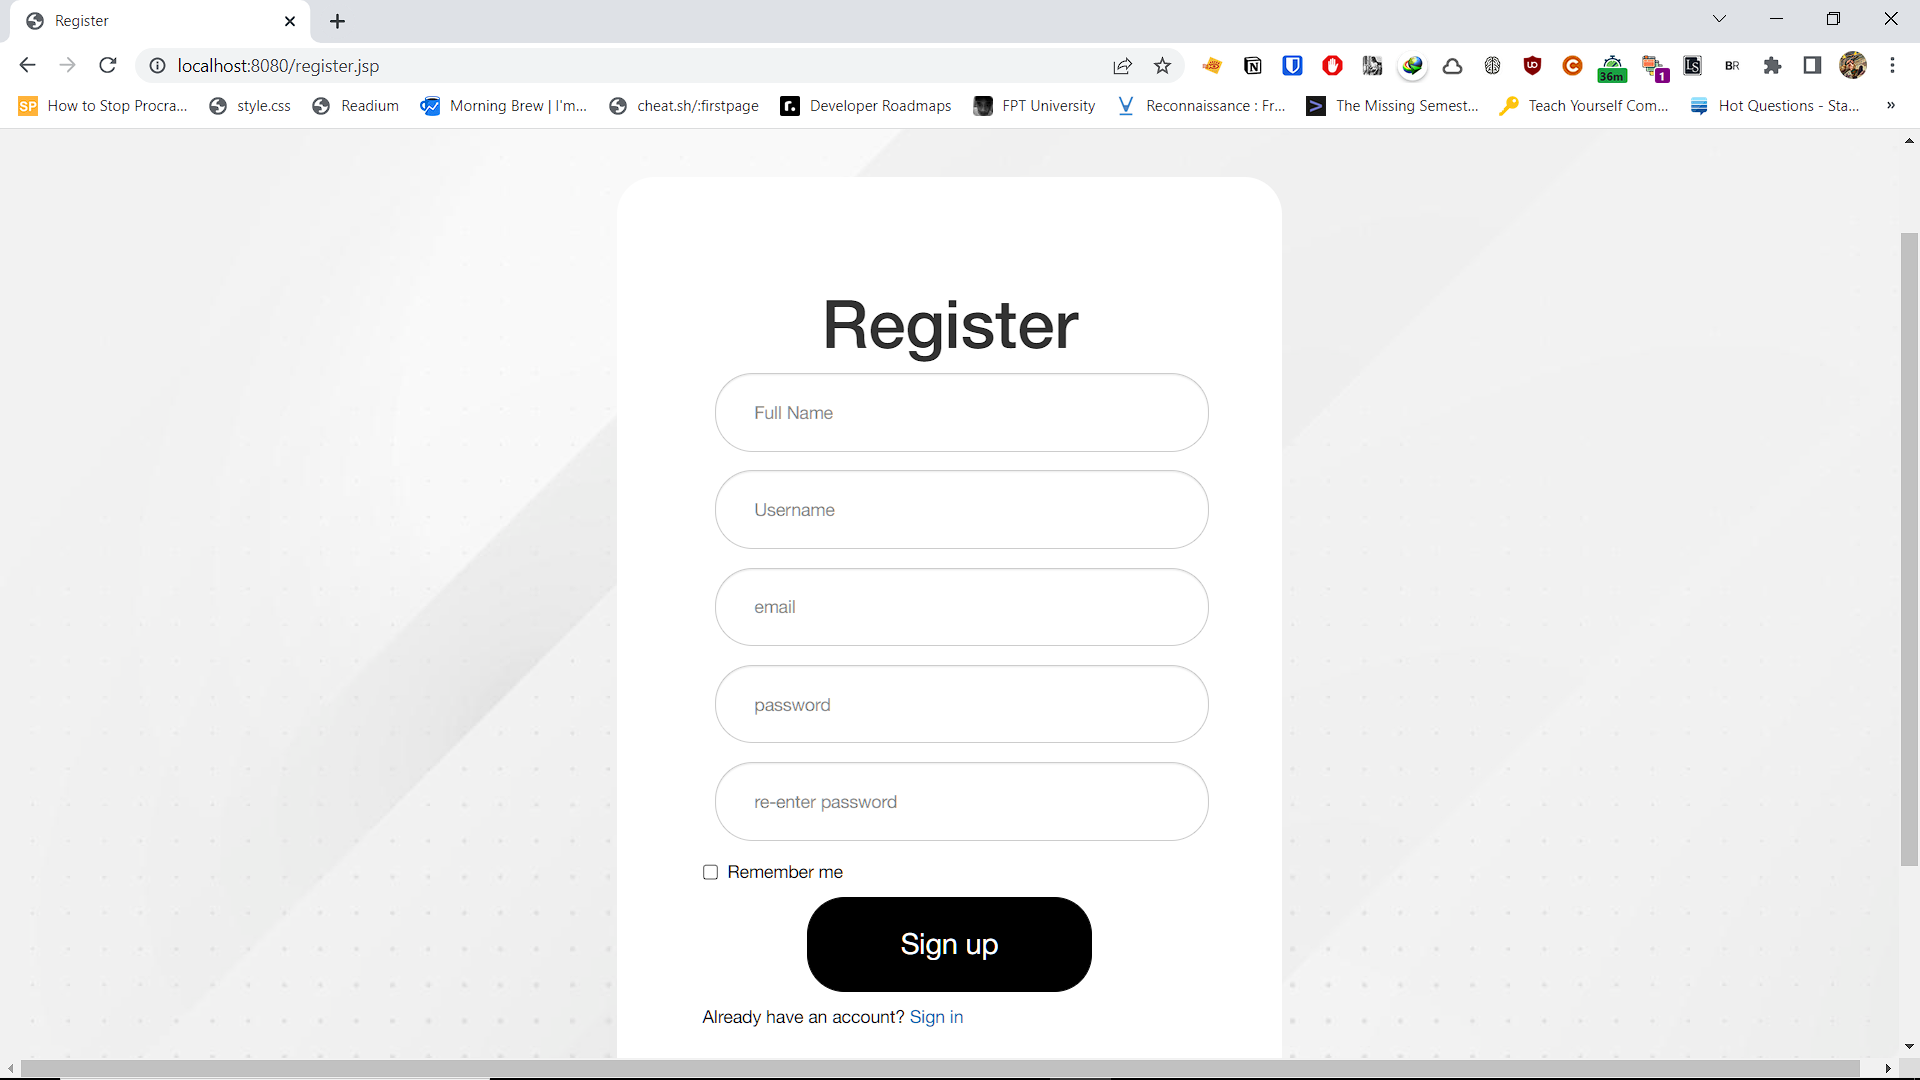 Register
localhost:8080/register.jsp
36m
1
LS
BR
SP How to Stop Procra... style.css Readium Morning Brew | I'm... cheat.sh/:firstpage r. Developer Roadmaps FPT University Reconnaissance : Fr... The Missing Semest... Teach Yourself Com... Hot Questions - Sta... »
Register
Full Name
Username
email
password
re-enter password
Remember me
Sign up
Already have an account? Sign in